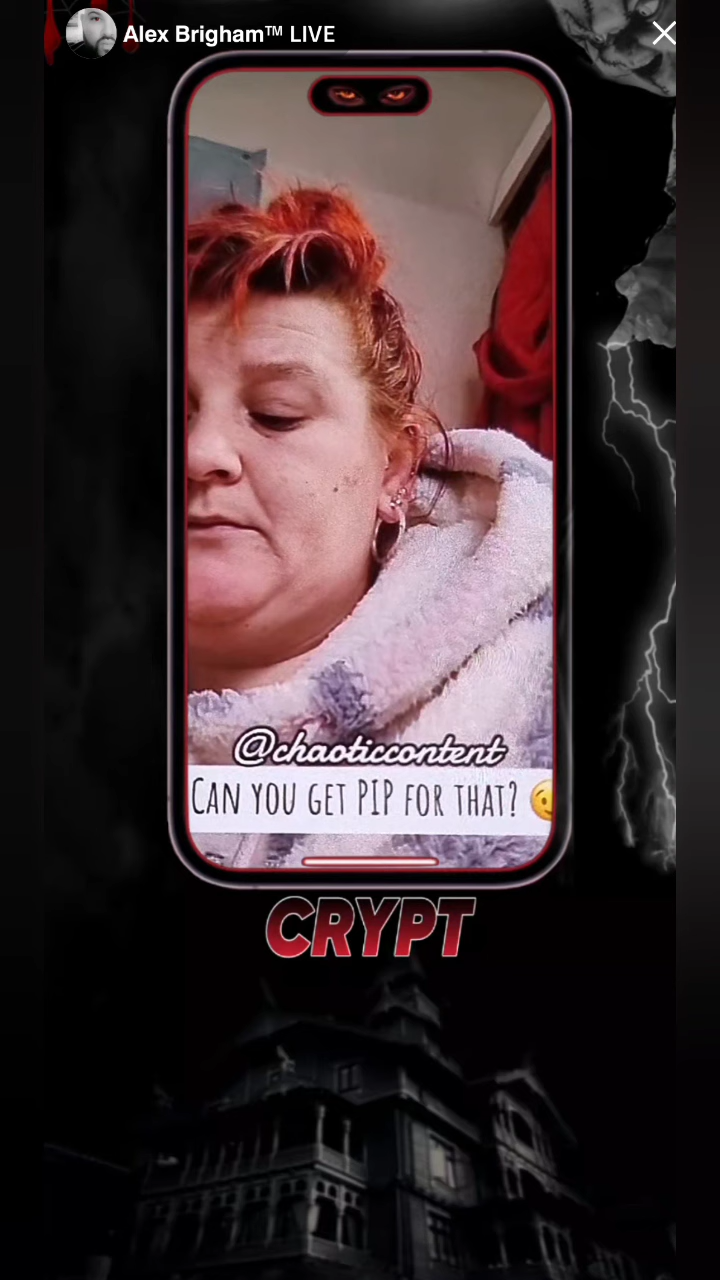 Alex Brigham™ LIVE
@chaoticcontent
CAN YOU GET PIP FOR THAT? 😉
CRYPT